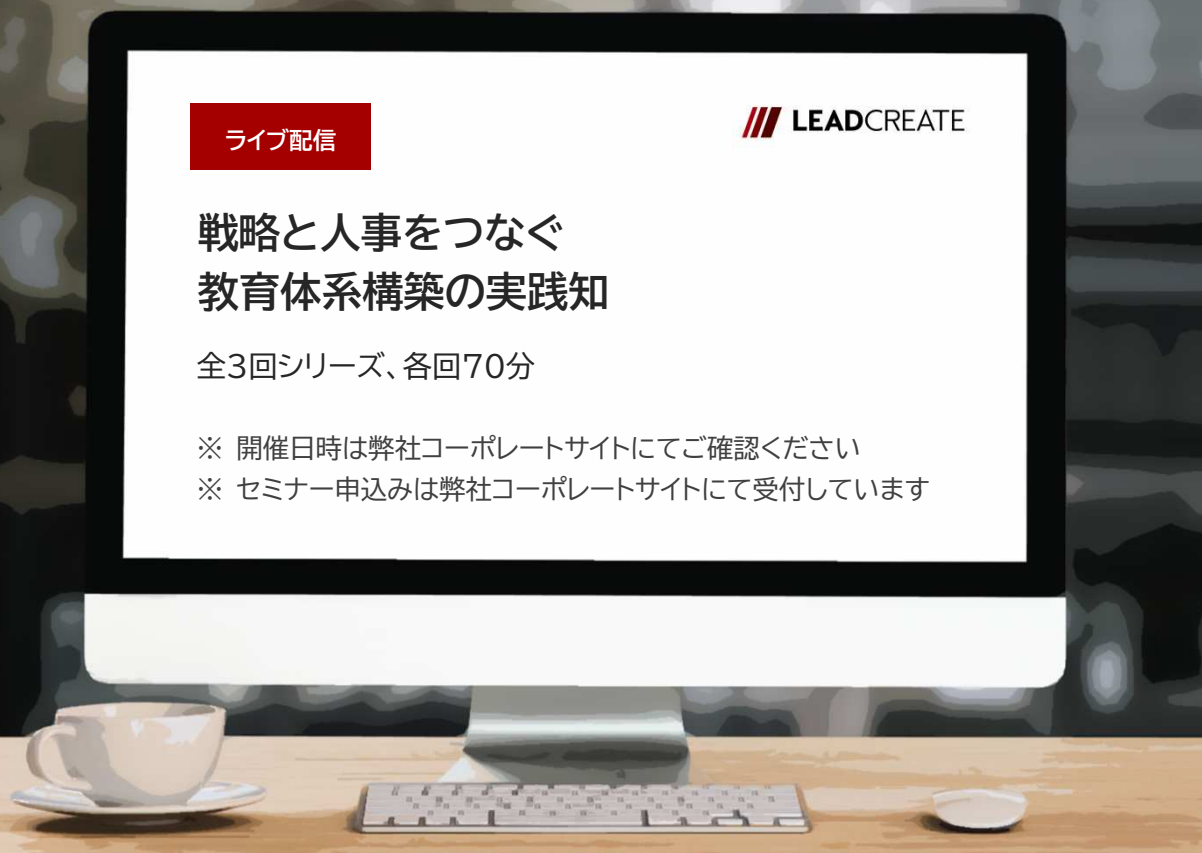 ライブ配信
LEADCREATE
戦略と人事をつなぐ
教育体系構築の実践知
全3回シリーズ、各回70分
※ 開催日時は弊社コーポレートサイトにてご確認ください
※ セミナー申込みは弊社コーポレートサイトにて受付しています